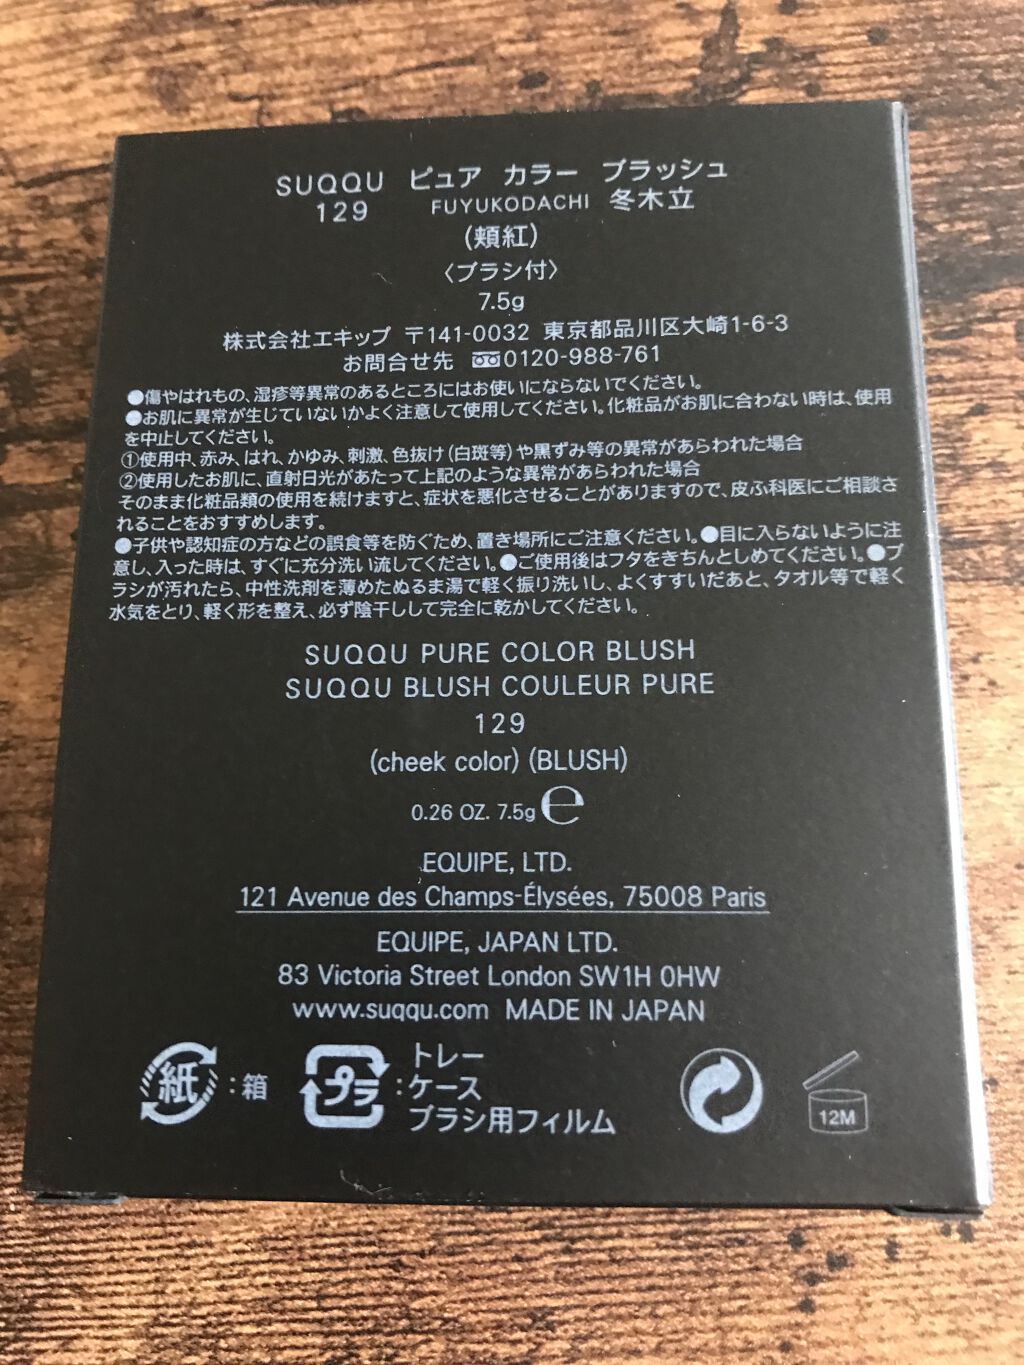 SUQQU ピュア カラー ブラッシュ
129 FUYUKODACHI 冬木立
(頬紅)
〈ブラシ付〉
7.5g
株式会社エキップ 〒141-0032 東京都品川区大崎1-6-3
お問合せ先 0120-988-761
●傷やはれもの、湿疹等異常のあるところにはお使いにならないでください。
●お肌に異常が生じていないかよく注意して使用してください。化粧品がお肌に合わない時は、使用
を中止してください。
①使用中、赤み、はれ、かゆみ、刺激、色抜け(白斑等)や黒ずみ等の異常があらわれた場合
②使用したお肌に、直射日光があたって上記のような異常があらわれた場合
そのまま化粧品類の使用を続けますと、症状を悪化させることがありますので、皮ふ科医にご相談さ
れることをおすすめします。
●子供や認知症の方などの誤食等を防ぐため、置き場所にご注意ください。●目に入らないように注
意し、入った時は、すぐに充分洗い流してください。●ご使用後はフタをきちんとしめてください。●ブ
ラシが汚れたら、中性洗剤を薄めたぬるま湯で軽く振り洗いし、よくすすいだあと、タオル等で軽く
水気をとり、軽く形を整え、必ず陰干しして完全に乾かしてください。
SUQQU PURE COLOR BLUSH
SUQQU BLUSH COULEUR PURE
129
(cheek color) (BLUSH)
0.26 OZ. 7.5g ℮
EQUIPE, LTD.
121 Avenue des Champs-Élysées, 75008 Paris
EQUIPE, JAPAN LTD.
83 Victoria Street London SW1H 0HW
www.suqqu.com MADE IN JAPAN
紙 : 箱
プラ : トレー
ケース
ブラシ用フィルム
12M